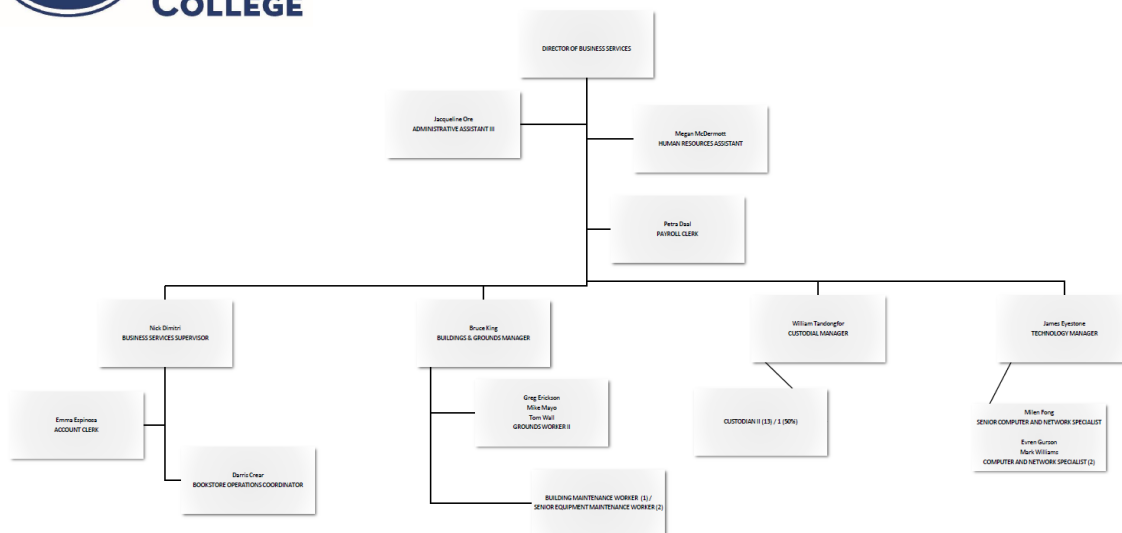 COLLEGE
DIRECTOR OF BUSINESS SERVICES
Jacqueline Ore
ADMINISTRATIVE ASSISTANT III
Megan McDermott
HUMAN RESOURCES ASSISTANT
Petra Daal
PAYROLL CLERK
Nick Dimitri
BUSINESS SERVICES SUPERVISOR
Bruce King
BUILDINGS & GROUNDS MANAGER
William Tandongfor
CUSTODIAL MANAGER
James Eyestone
TECHNOLOGY MANAGER
Emma Espinosa
ACCOUNT CLERK
Darris Crear
BOOKSTORE OPERATIONS COORDINATOR
Greg Erickson
Mike Mayo
Tom Wall
GROUNDS WORKER II
BUILDING MAINTENANCE WORKER (1) /
SENIOR EQUIPMENT MAINTENANCE WORKER (2)
CUSTODIAN II (13) / 1 (50%)
Milen Fong
SENIOR COMPUTER AND NETWORK SPECIALIST
Evren Gurson
Mark Williams
COMPUTER AND NETWORK SPECIALIST (2)